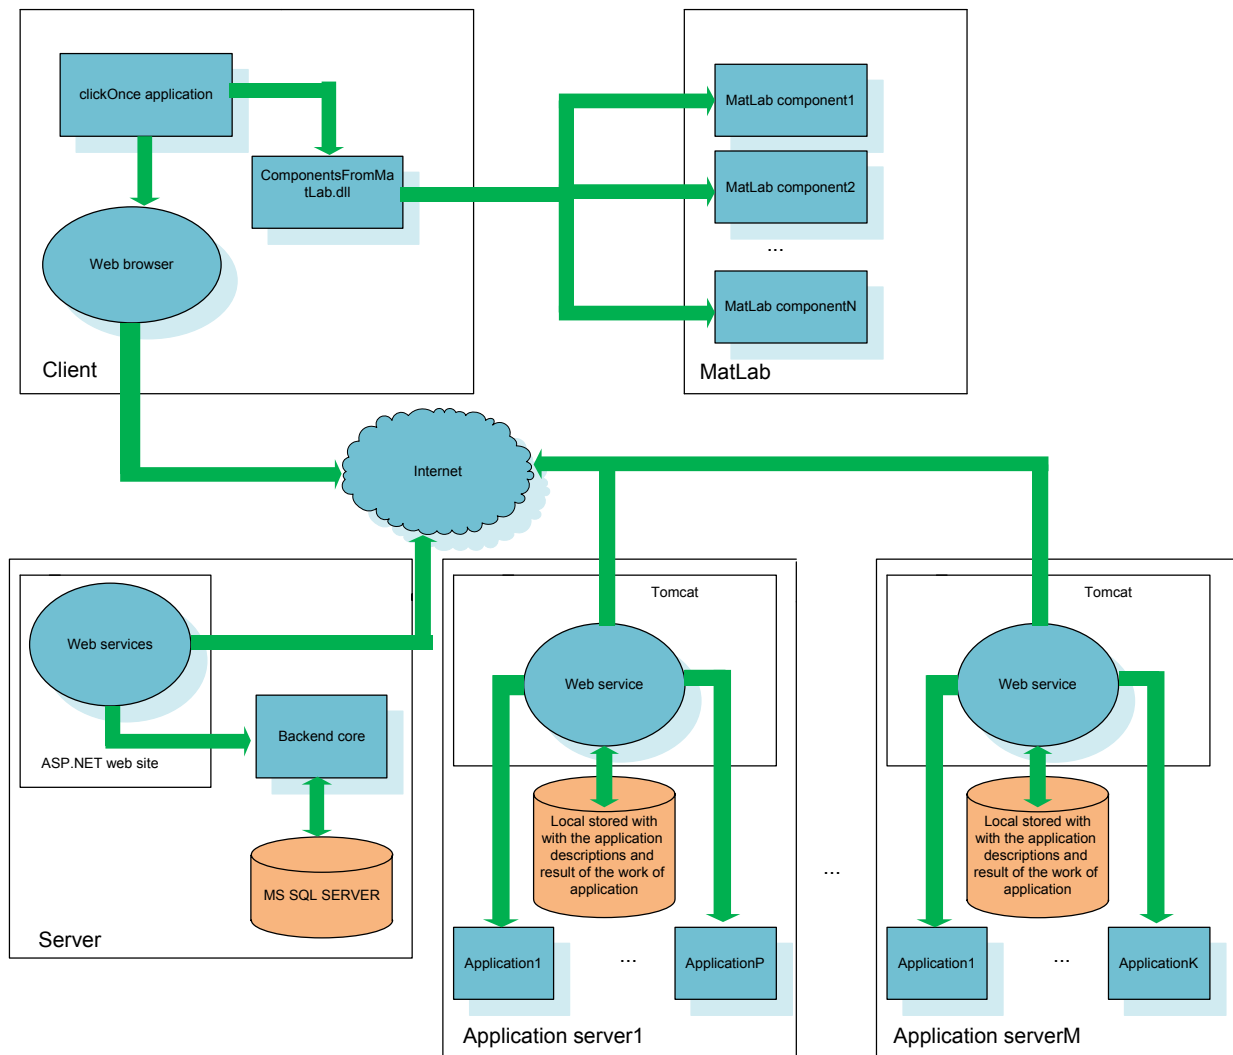 clickOnce application
ComponentsFromMa
tLab.dll
Web browser
Client
MatLab component1
MatLab component2
...
MatLab componentN
MatLab
Internet
Web services
ASP.NET web site
Backend core
MS SQL SERVER
Server
Tomcat
Web service
Local stored with
with the application
descriptions and
result of the work of
application
Application1
...
ApplicationP
Application server1
...
Tomcat
Web service
Local stored with
with the application
descriptions and
result of the work of
application
Application1
...
ApplicationK
Application serverM